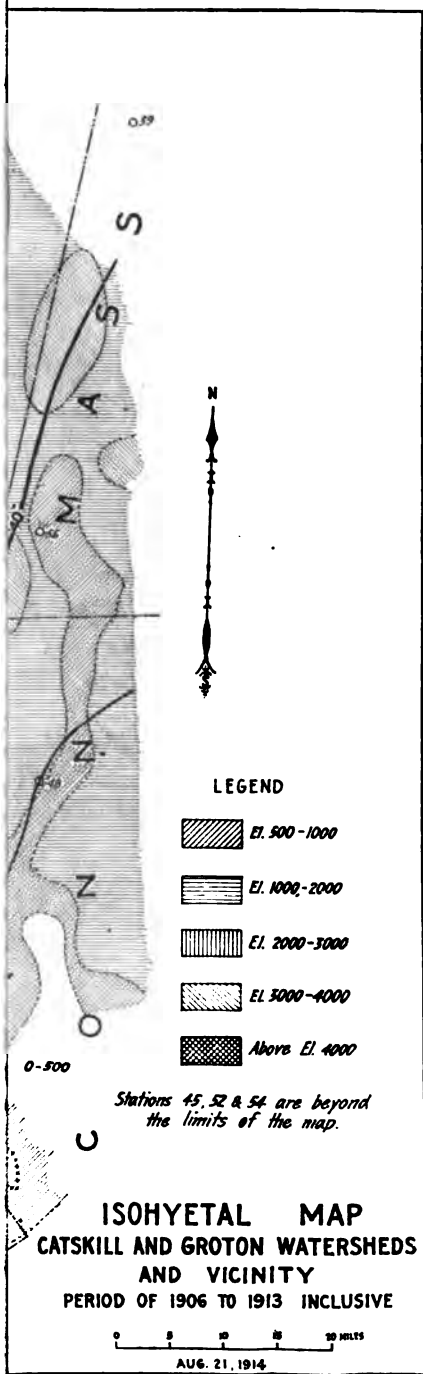 059
M A S S
40"
C O N N.
0-500
N
LEGEND
El. 500-1000
El. 1000-2000
El. 2000-3000
El. 3000-4000
Above El. 4000
Stations 45, 52 & 54 are beyond
the limits of the map.
ISOHYETAL MAP
CATSKILL AND GROTON WATERSHEDS
AND VICINITY
PERIOD OF 1906 TO 1913 INCLUSIVE
0 5 10 15 20 MILES
AUG. 21, 1914